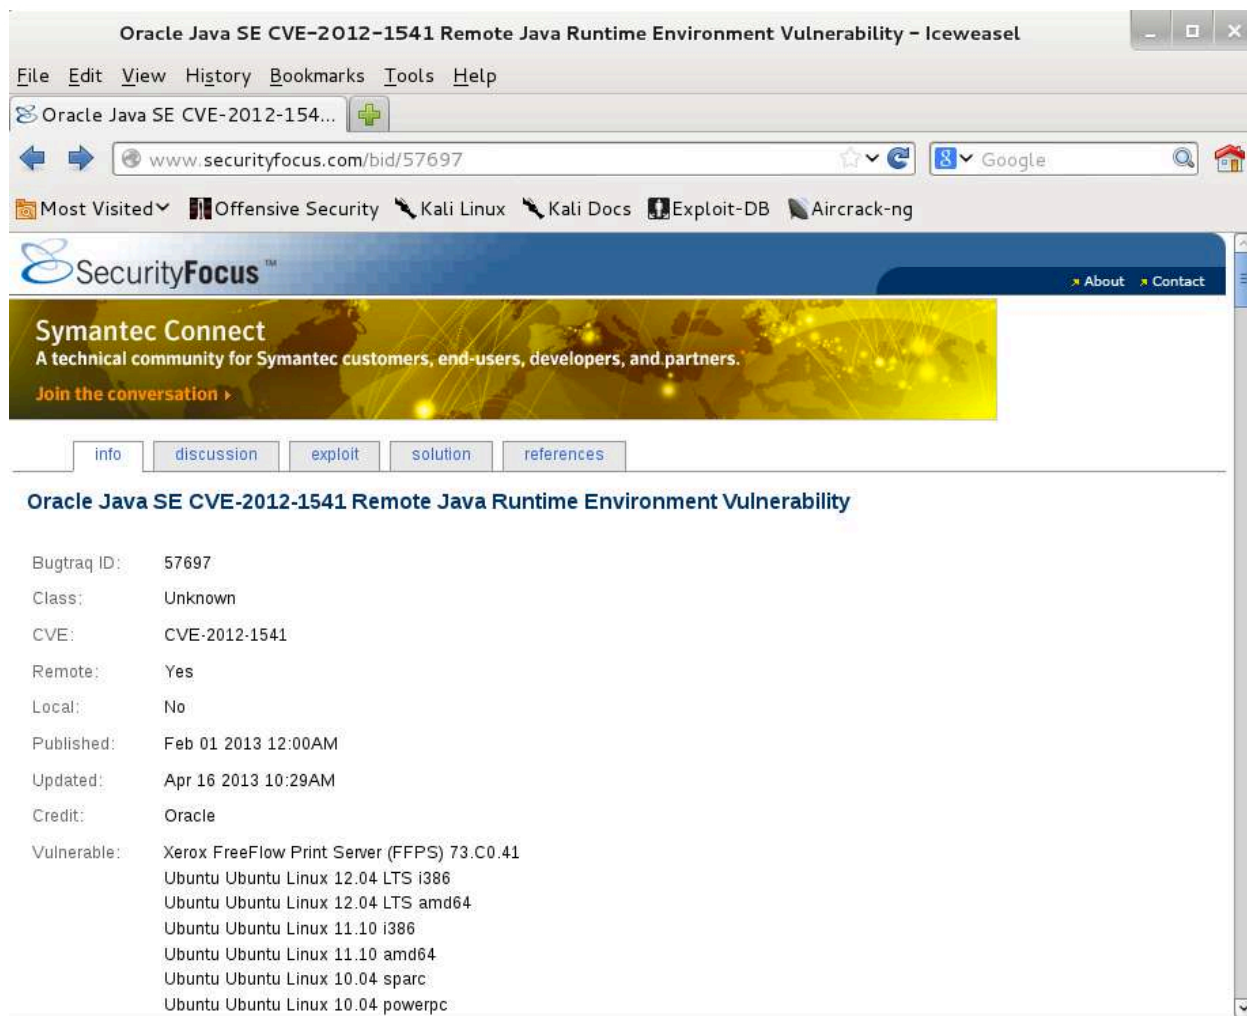 Oracle Java SE CVE-2012-1541 Remote Java Runtime Environment Vulnerability - Iceweasel
File Edit View History Bookmarks Tools Help
Oracle Java SE CVE-2012-154...
www.securityfocus.com/bid/57697 8 Google
Most Visited Offensive Security Kali Linux Kali Docs Exploit-DB Aircrack-ng
SecurityFocus™
About Contact
Symantec Connect
A technical community for Symantec customers, end-users, developers, and partners.
Join the conversation
info discussion exploit solution references
Oracle Java SE CVE-2012-1541 Remote Java Runtime Environment Vulnerability
Bugtraq ID: 57697
Class: Unknown
CVE: CVE-2012-1541
Remote: Yes
Local: No
Published: Feb 01 2013 12:00AM
Updated: Apr 16 2013 10:29AM
Credit: Oracle
Vulnerable: Xerox FreeFlow Print Server (FFPS) 73.C0.41
Ubuntu Ubuntu Linux 12.04 LTS i386
Ubuntu Ubuntu Linux 12.04 LTS amd64
Ubuntu Ubuntu Linux 11.10 i386
Ubuntu Ubuntu Linux 11.10 amd64
Ubuntu Ubuntu Linux 10.04 sparc
Ubuntu Ubuntu Linux 10.04 powerpc